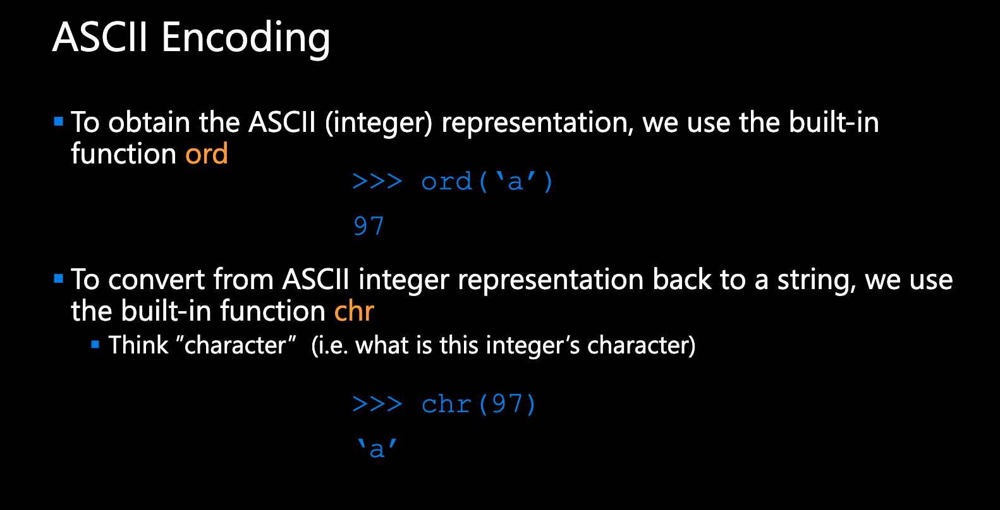 ASCII Encoding
▪ To obtain the ASCII (integer) representation, we use the built-in
function ord
>>> ord(‘a’)
97
▪ To convert from ASCII integer representation back to a string, we use
the built-in function chr
▪ Think ”character” (i.e. what is this integer’s character)
>>> chr(97)
‘a’